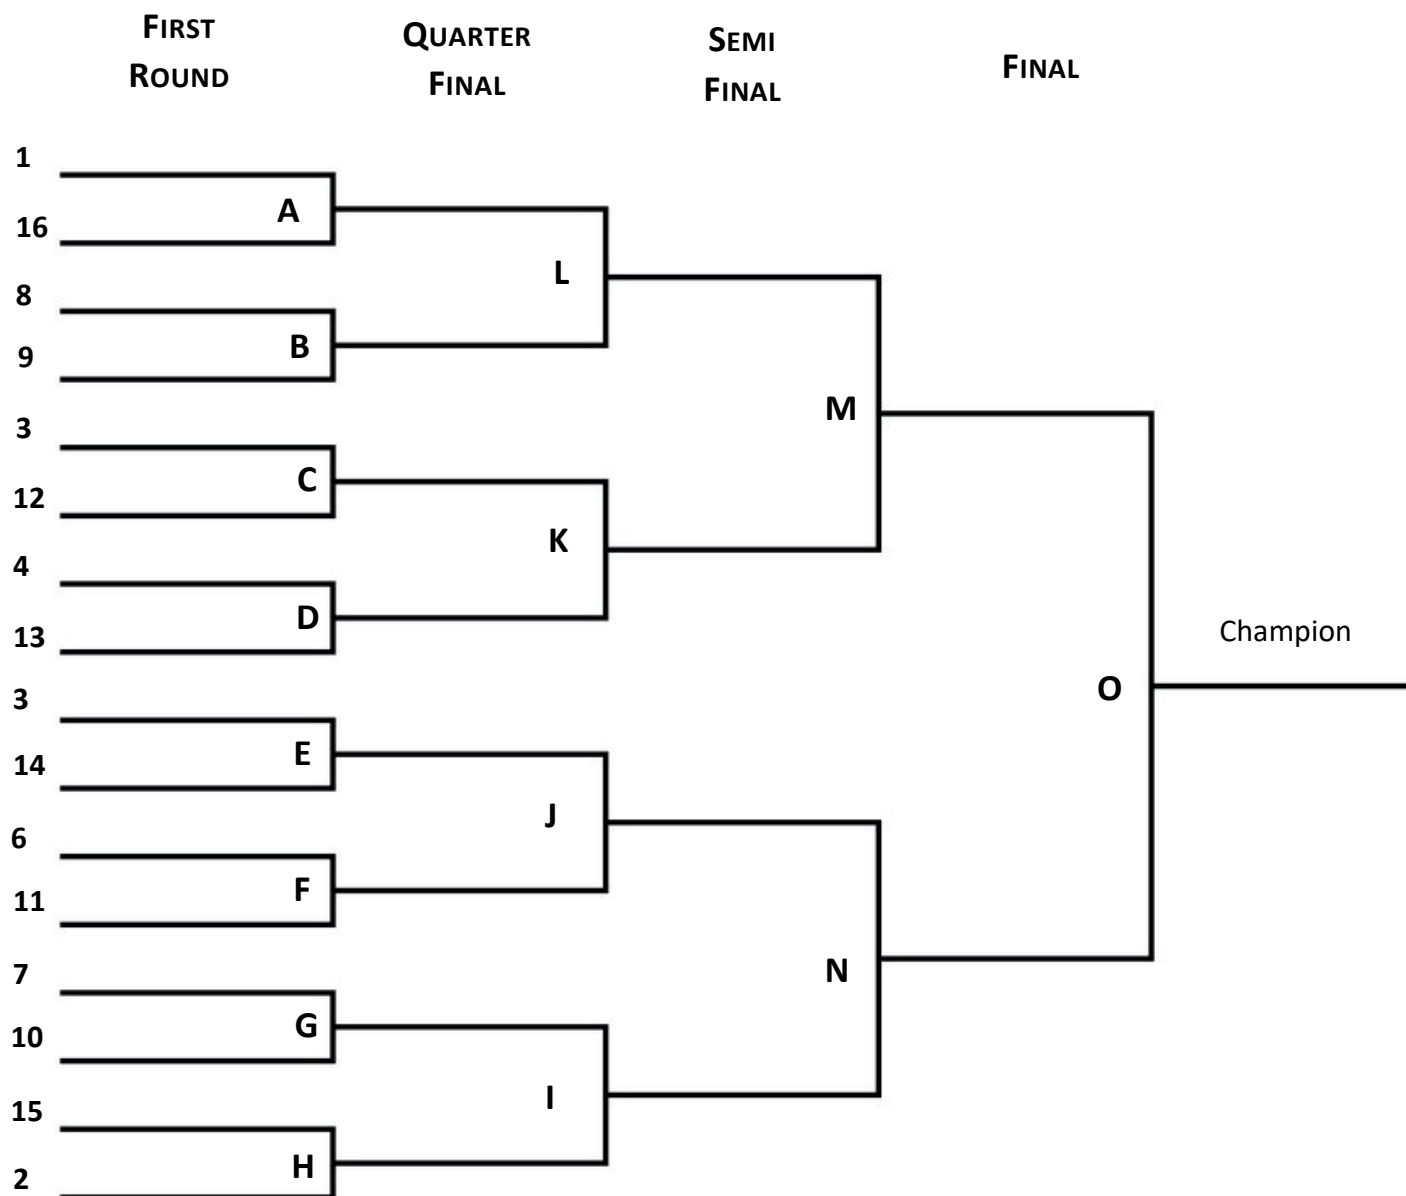 FIRST
ROUND
QUARTER
FINAL
SEMI
FINAL
FINAL
1
A
16
L
8
B
9
M
3
C
12
K
4
D
13
Champion
O
3
E
14
J
6
F
11
N
7
G
10
I
15
H
2